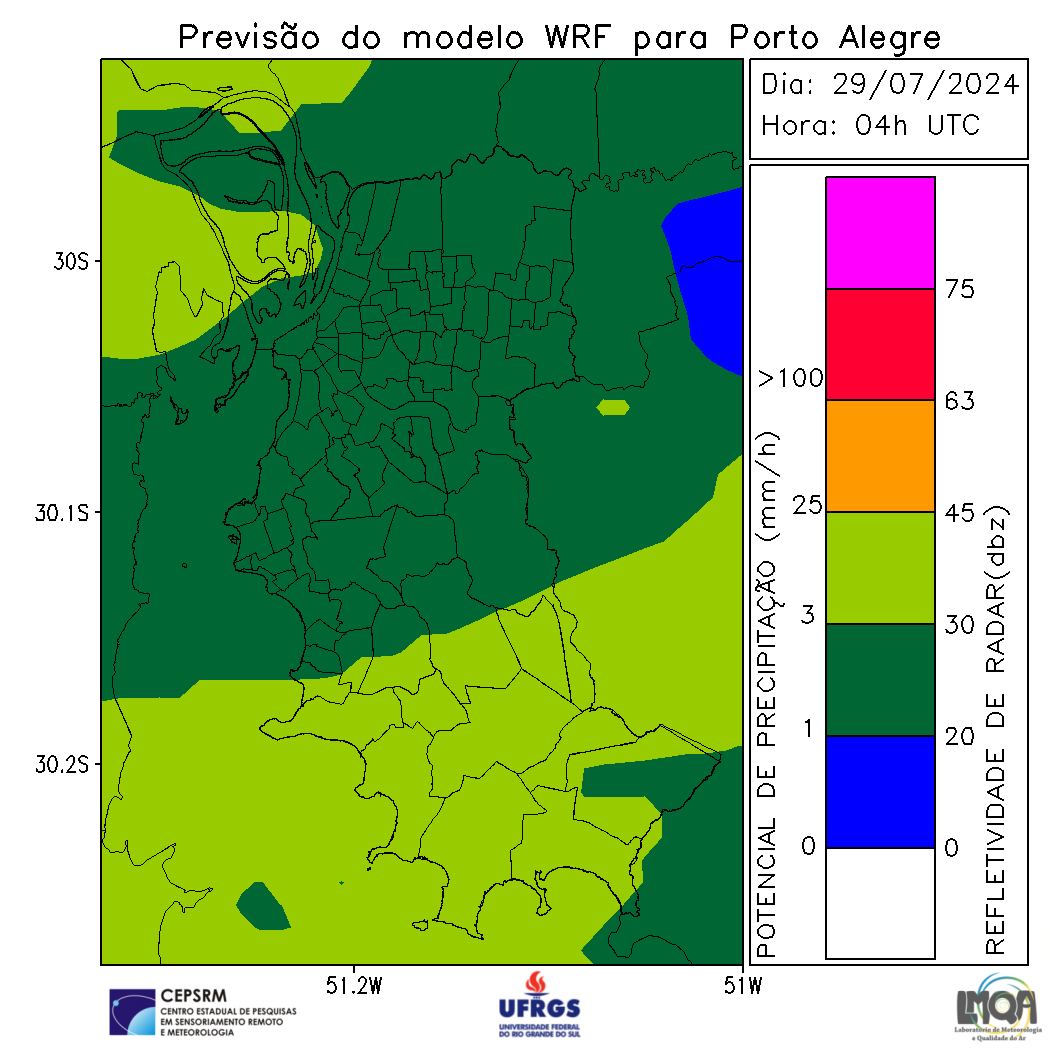 Previsão do modelo WRF para Porto Alegre
Dia: 29/07/2024
Hora: 04h UTC
30S
30.1S
30.2S
51.2W
51W
POTENCIAL DE PRECIPITAÇÃO (mm/h)
>100
25
3
1
0
75
63
45
30
20
0
REFLETIVIDADE DE RADAR(dbz)
CEPSRM
CENTRO ESTADUAL DE PESQUISAS
EM SENSORIAMENTO REMOTO
E METEOROLOGIA
UFRGS
UNIVERSIDADE FEDERAL
DO RIO GRANDE DO SUL
LMQA
Laboratório de Meteorologia
e Qualidade do Ar